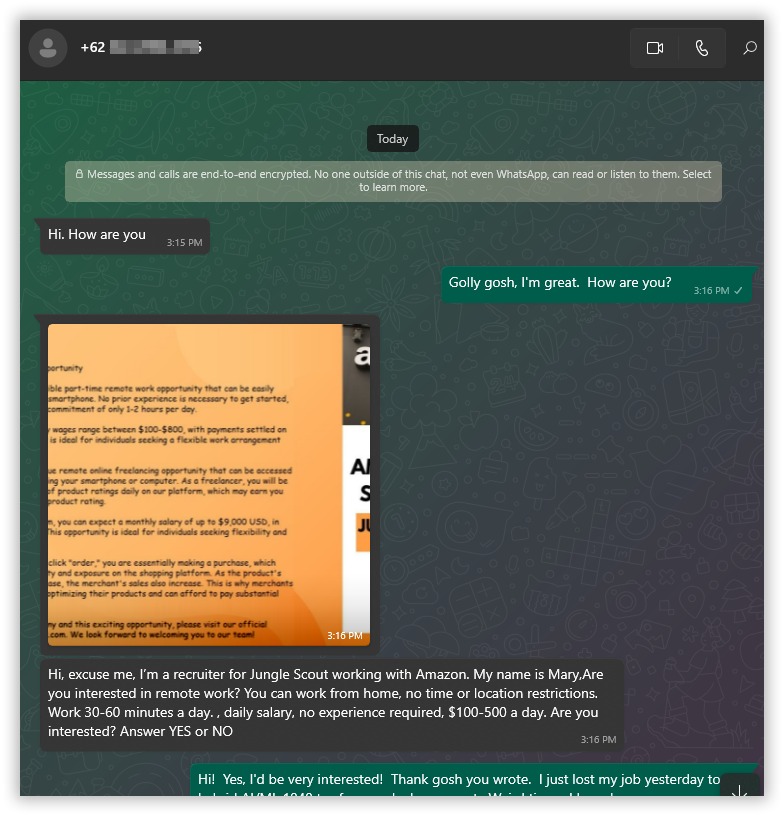 +62
Today
Messages and calls are end-to-end encrypted. No one outside of this chat, not even WhatsApp, can read or listen to them. Select
to learn more.
Hi. How are you
3:15 PM
Golly gosh, I'm great.  How are you?
3:16 PM
portunity
ible part-time remote work opportunity that can be easily
smartphone. No prior experience is necessary to get started,
commitment of only 1-2 hours per day.
wages range between $100-$800, with payments settled on
is ideal for individuals seeking a flexible work arrangement
ue remote online freelancing opportunity that can be accessed
ing your smartphone or computer. As a freelancer, you will be
of product ratings daily on our platform, which may earn you
product rating.
n, you can expect a monthly salary of up to $9,000 USD, in
This opportunity is ideal for individuals seeking flexibility and
click "order," you are essentially making a purchase, which
ty and exposure on the shopping platform. As the product's
ase, the merchant's sales also increase. This is why merchants
optimizing their products and can afford to pay substantial
ny and this exciting opportunity, please visit our official
.com. We look forward to welcoming you to our team!
a
A
S
JU
3:16 PM
Hi, excuse me, I'm a recruiter for Jungle Scout working with Amazon. My name is Mary,Are
you interested in remote work? You can work from home, no time or location restrictions.
Work 30-60 minutes a day. , daily salary, no experience required, $100-500 a day. Are you
interested? Answer YES or NO
3:16 PM
Hi!  Yes, I'd be very interested!  Thank gosh you wrote.  I just lost my job yesterday to